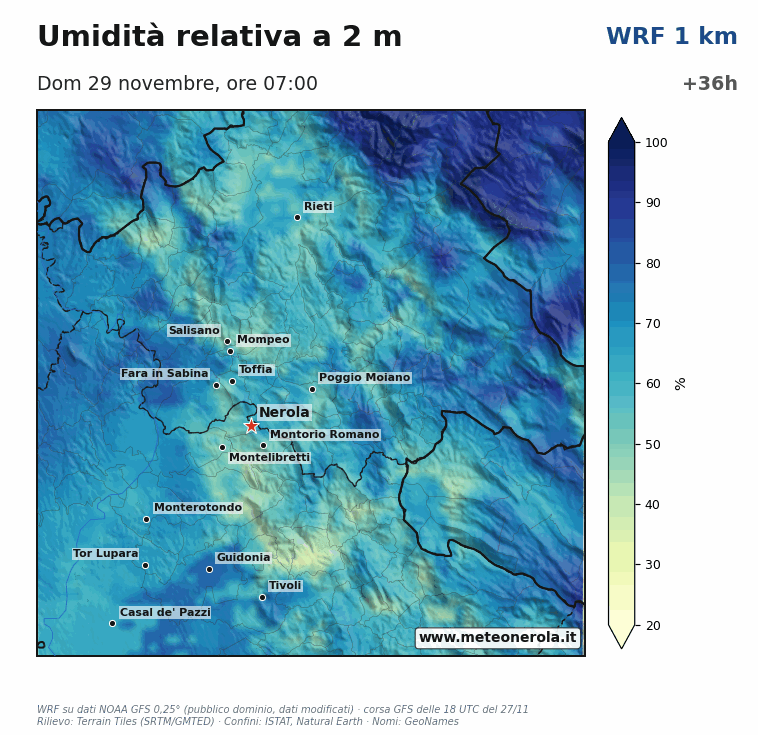 Umidità relativa a 2 m
WRF 1 km
Dom 29 novembre, ore 07:00
+36h
Rieti
Salisano
Mompeo
Fara in Sabina
Toffia
Poggio Moiano
Nerola
Montorio Romano
Montelibretti
Monterotondo
Tor Lupara
Guidonia
Tivoli
Casal de' Pazzi
www.meteonerola.it
100
90
80
70
60
50
40
30
20
%
WRF su dati NOAA GFS 0,25° (pubblico dominio, dati modificati) · corsa GFS delle 18 UTC del 27/11
Rilievo: Terrain Tiles (SRTM/GMTED) · Confini: ISTAT, Natural Earth · Nomi: GeoNames